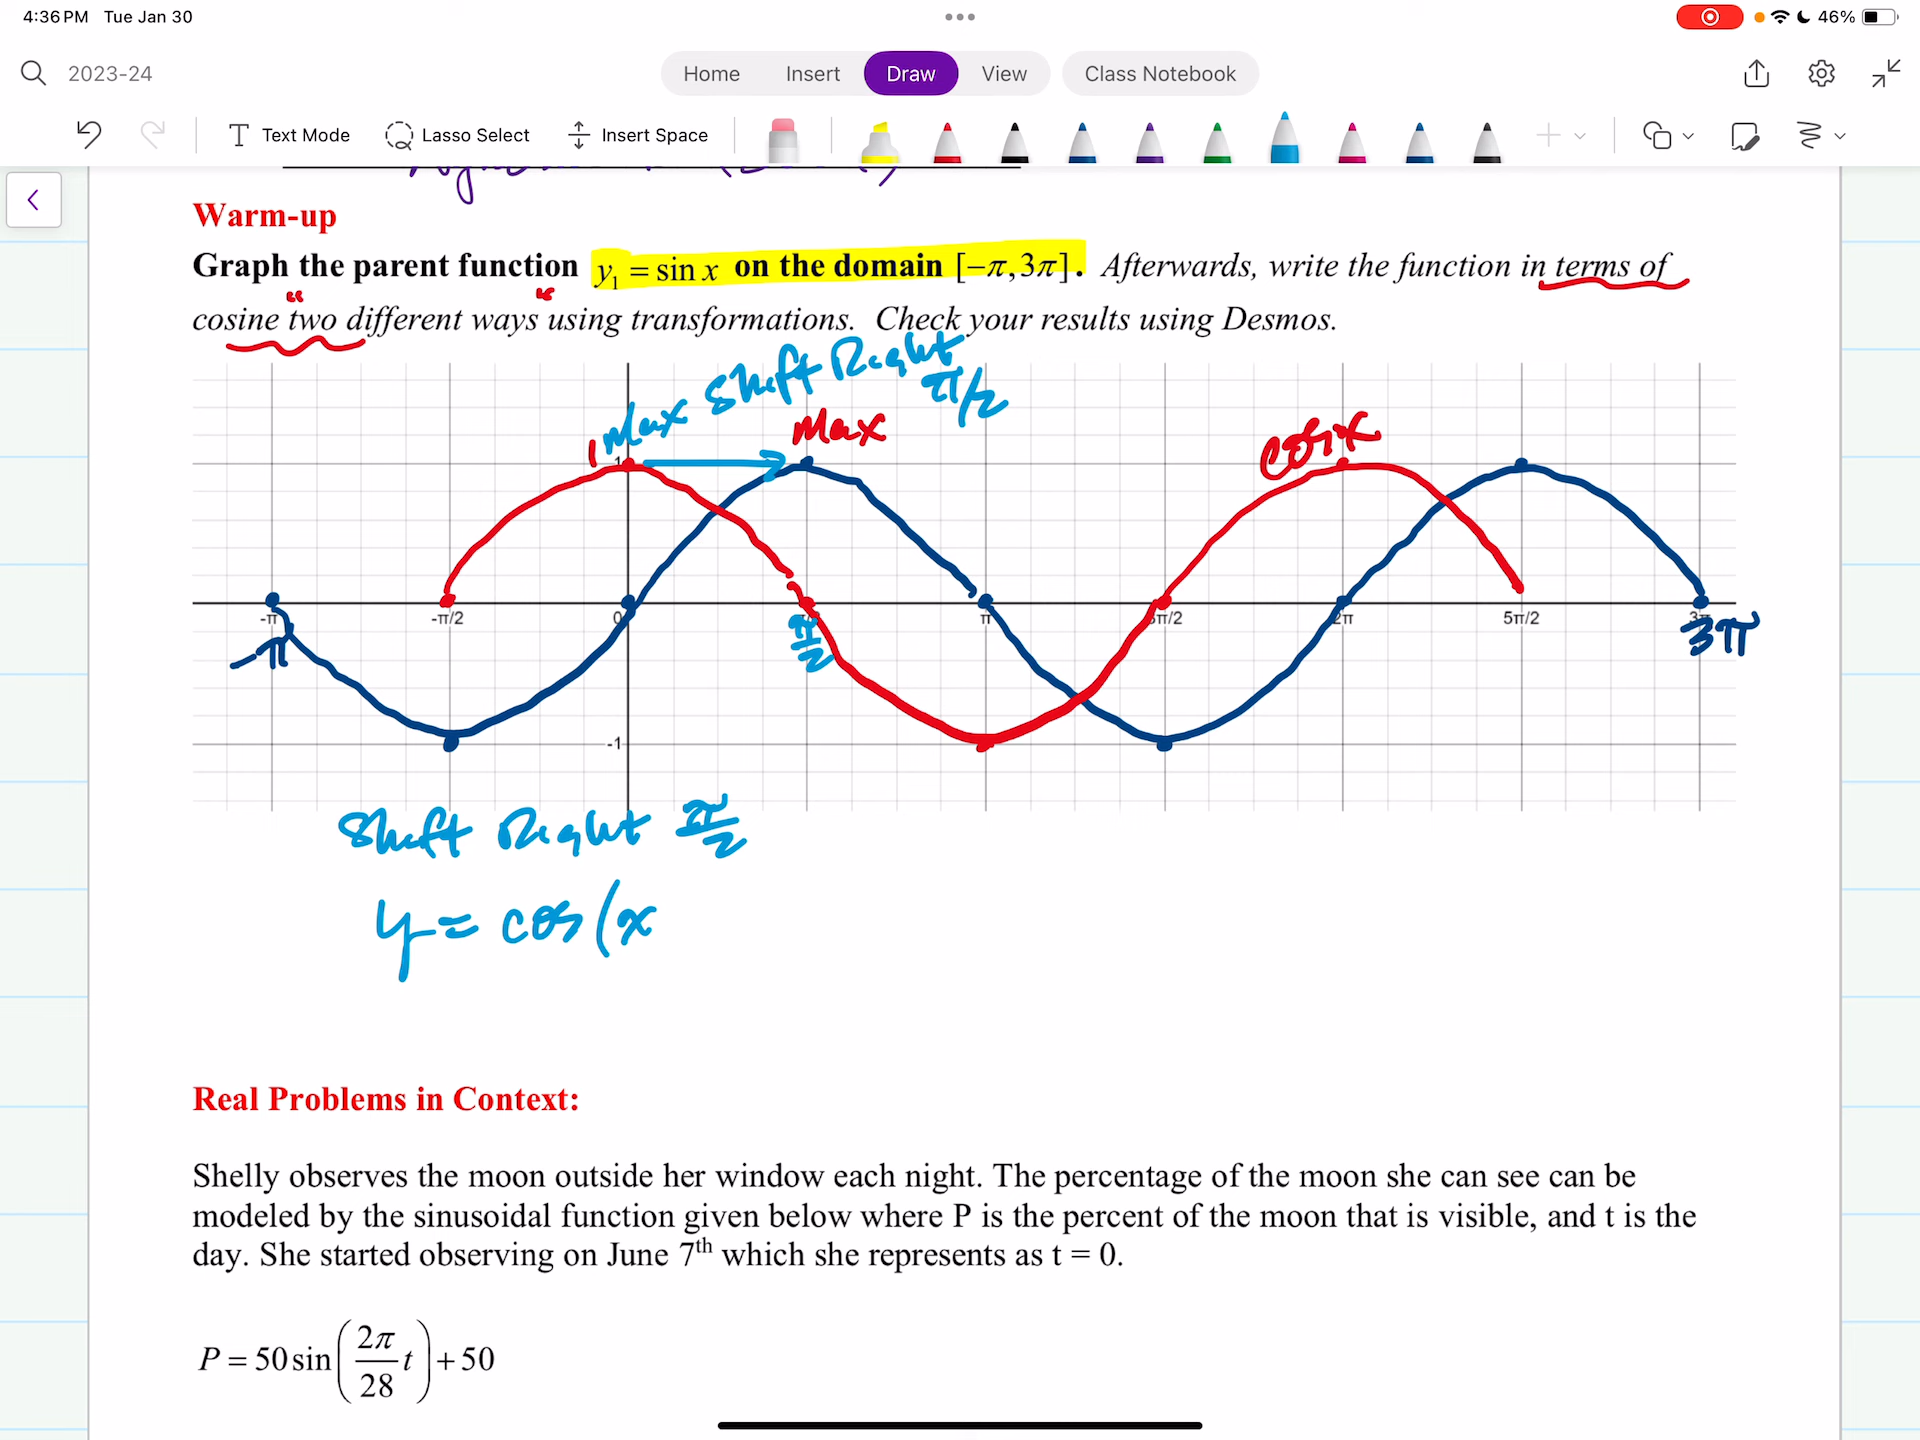 4:36 PM Tue Jan 30 46%
2023-24 Home Insert Draw View Class Notebook
Text Mode Lasso Select Insert Space
Warm-up
Graph the parent function y₁ = sin x on the domain [−π,3π]. Afterwards, write the function in terms of
cosine two different ways using transformations. Check your results using Desmos.
Max Shift Right π/2
1 Max cos x
1
-π -π/2 0 π 3π/2 2π 5π/2 3π
-π π/2 3π
-1
Shift Right π/2
y = cos(x
Real Problems in Context:
Shelly observes the moon outside her window each night. The percentage of the moon she can see can be
modeled by the sinusoidal function given below where P is the percent of the moon that is visible, and t is the
day. She started observing on June 7th which she represents as t = 0.
P = 50 sin(2π/28 t) + 50